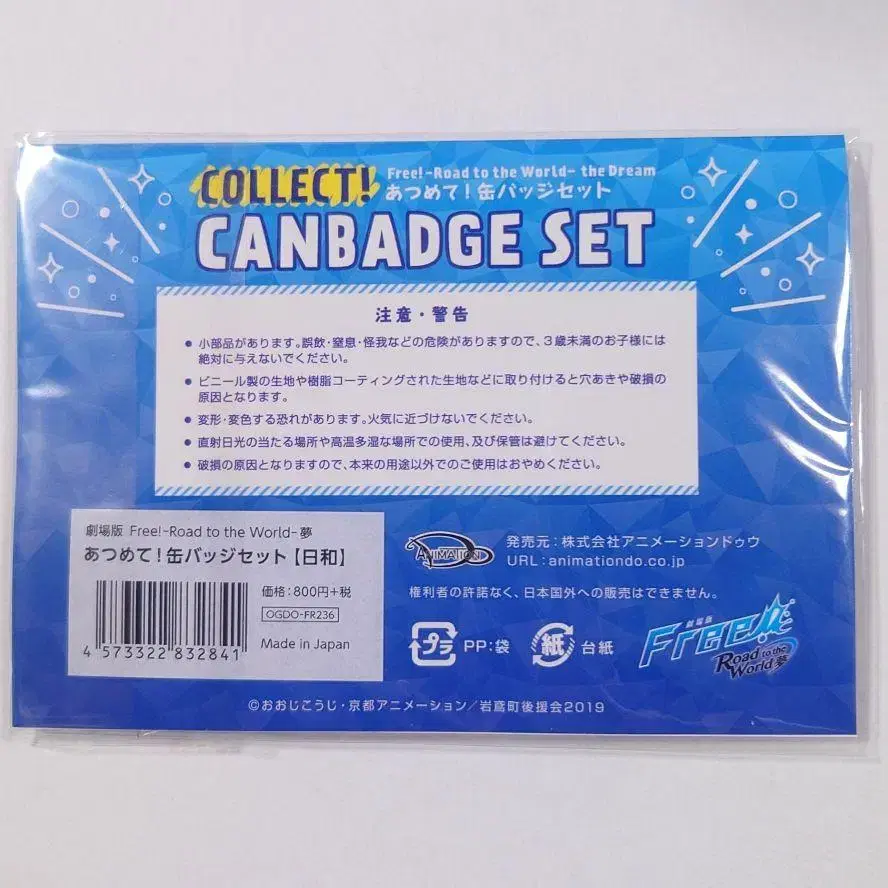 COLLECT!
Free!-Road to the World- the Dream
あつめて!缶バッジセット
CANBADGE SET
注意・警告
● 小部品があります。誤飲・窒息・怪我などの危険がありますので、3歳未満のお子様には
絶対に与えないでください。
● ビニール製の生地や樹脂コーティングされた生地などに取り付けると穴あきや破損の
原因となります。
● 変形・変色する恐れがあります。火気に近づけないでください。
● 直射日光の当たる場所や高温多湿な場所での使用、及び保管は避けてください。
● 破損の原因となりますので、本来の用途以外でのご使用はおやめください。
劇場版 Free!-Road to the World-夢
あつめて!缶バッジセット【日和】
価格:800円+税
OGDO-FR236
Made in Japan
4 573322 832841
ANIMATION
発売元:株式会社アニメーションドゥウ
URL:animationdo.co.jp
権利者の許諾なく、日本国外への販売はできません。
プラ PP:袋
紙 台紙
劇場版
Free!
Road to the
World 夢
©おおじこうじ・京都アニメーション/岩鳶町後援会2019